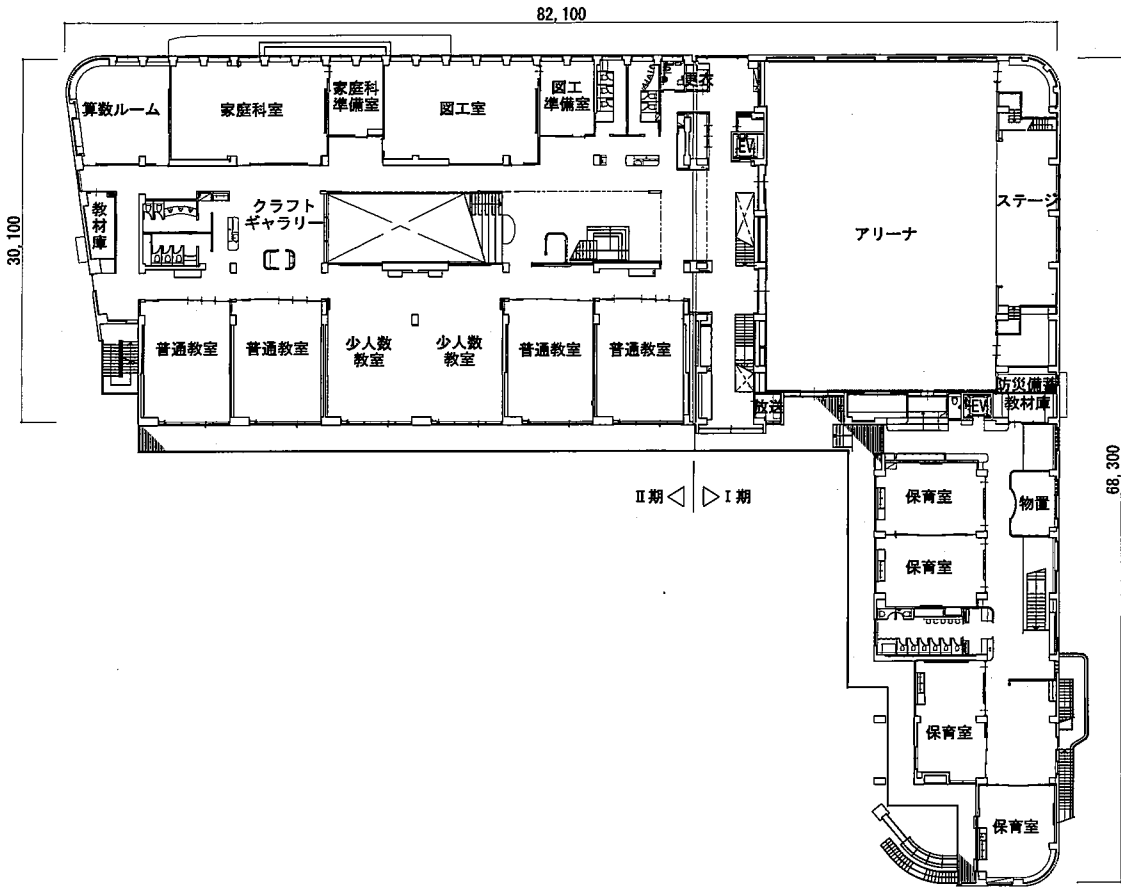 82,100
30,100
68,300
算数ルーム
家庭科室
家庭科
準備室
図工室
図工
準備室
更衣
EV
教
材
庫
クラフト
ギャラリー
アリーナ
ステージ
普通教室
普通教室
少人数
教室
少人数
教室
普通教室
普通教室
放送
EV
防災備蓄
教材庫
Ⅱ期
Ⅰ期
保育室
物置
保育室
保育室
保育室